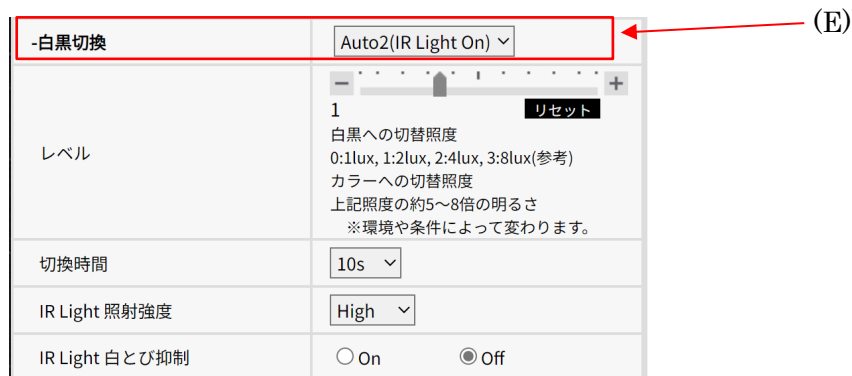 (E)
-白黒切換
Auto2(IR Light On)
レベル
1
リセット
白黒への切替照度
0:1lux, 1:2lux, 2:4lux, 3:8lux(参考)
カラーへの切替照度
上記照度の約5～8倍の明るさ
※環境や条件によって変わります。
切換時間
10s
IR Light 照射強度
High
IR Light 白とび抑制
On Off